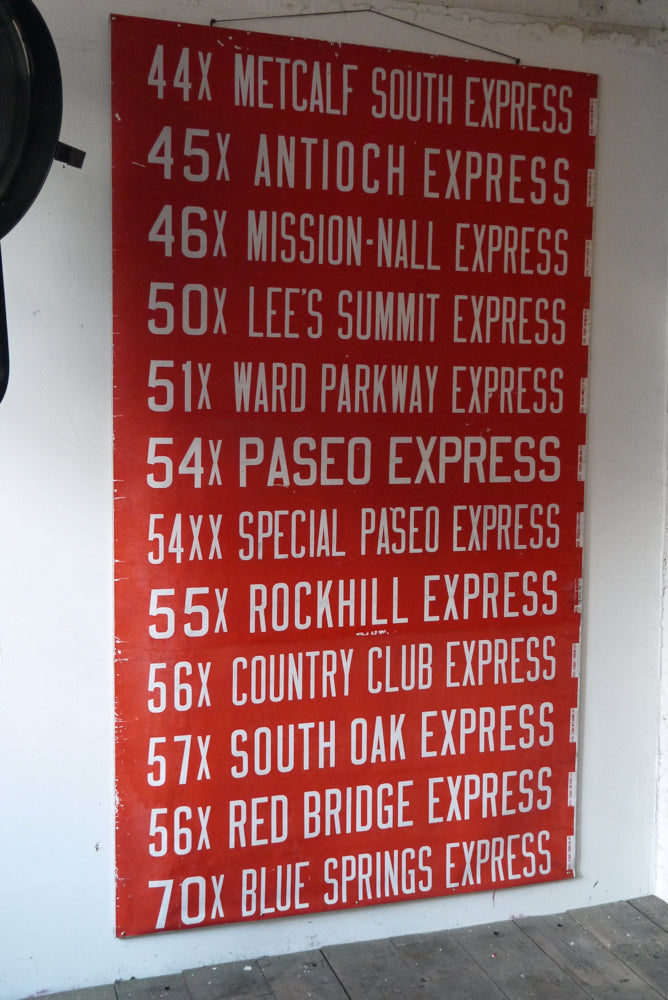 44X METCALF SOUTH EXPRESS
45X ANTIOCH EXPRESS
46X MISSION-NALL EXPRESS
50X LEE'S SUMMIT EXPRESS
51X WARD PARKWAY EXPRESS
54X PASEO EXPRESS
54XX SPECIAL PASEO EXPRESS
55X ROCKHILL EXPRESS
56X COUNTRY CLUB EXPRESS
57X SOUTH OAK EXPRESS
56X RED BRIDGE EXPRESS
70X BLUE SPRINGS EXPRESS